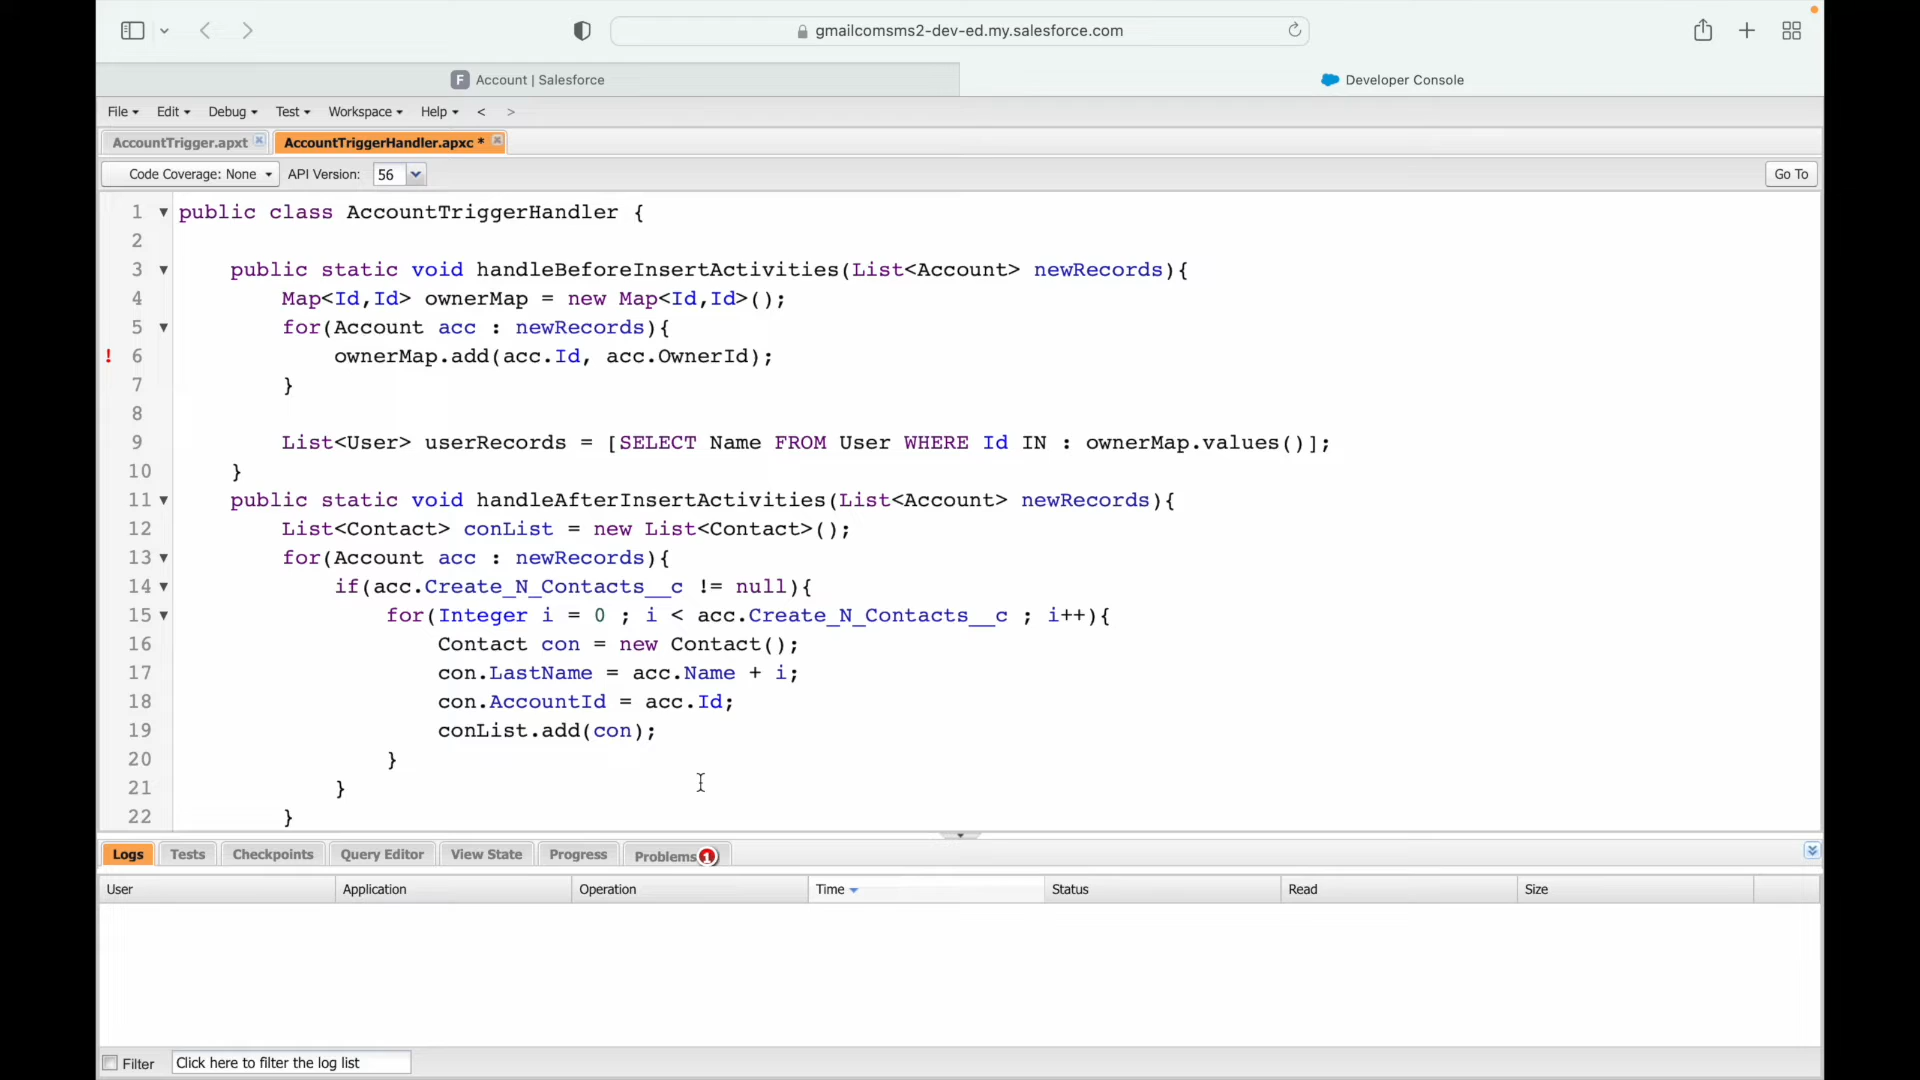 gmailcomsms2-dev-ed.my.salesforce.com
F Account | Salesforce
Developer Console
File Edit Debug Test Workspace Help < >
AccountTrigger.apxt
AccountTriggerHandler.apxc *
Code Coverage: None API Version: 56 Go To
1 public class AccountTriggerHandler {
2
3 public static void handleBeforeInsertActivities(List<Account> newRecords){
4 Map<Id,Id> ownerMap = new Map<Id,Id>();
5 for(Account acc : newRecords){
! 6 ownerMap.add(acc.Id, acc.OwnerId);
7 }
8
9 List<User> userRecords = [SELECT Name FROM User WHERE Id IN : ownerMap.values()];
10 }
11 public static void handleAfterInsertActivities(List<Account> newRecords){
12 List<Contact> conList = new List<Contact>();
13 for(Account acc : newRecords){
14 if(acc.Create_N_Contacts__c != null){
15 for(Integer i = 0 ; i < acc.Create_N_Contacts__c ; i++){
16 Contact con = new Contact();
17 con.LastName = acc.Name + i;
18 con.AccountId = acc.Id;
19 conList.add(con);
20 }
21 }
22 }
Logs Tests Checkpoints Query Editor View State Progress Problems 1
User Application Operation Time Status Read Size
Filter Click here to filter the log list